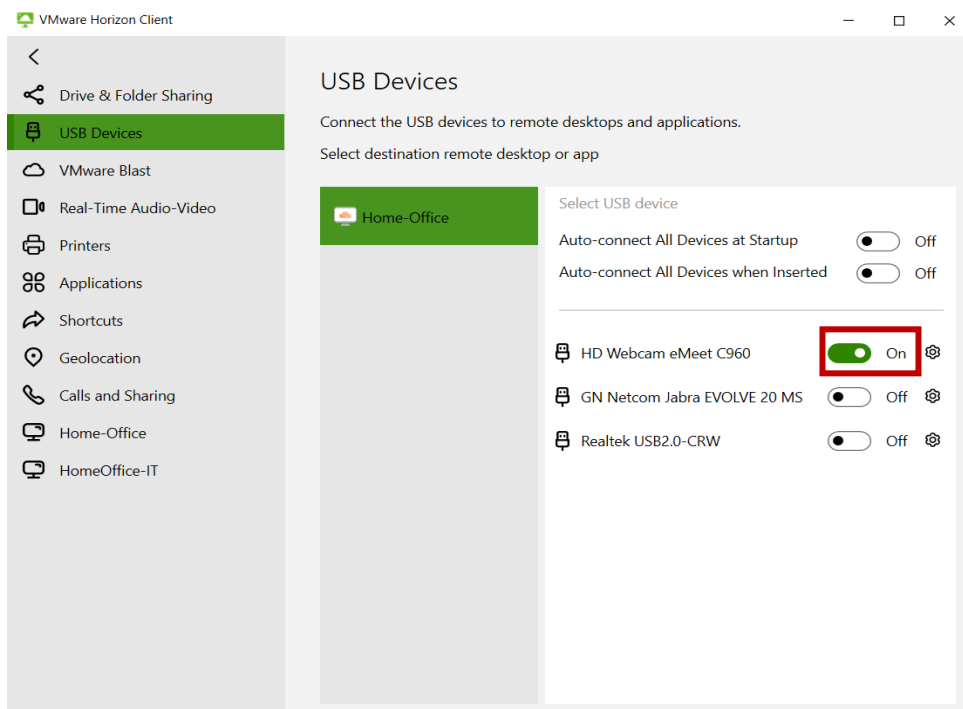 VMware Horizon Client
Drive & Folder Sharing
USB Devices
VMware Blast
Real-Time Audio-Video
Printers
Applications
Shortcuts
Geolocation
Calls and Sharing
Home-Office
HomeOffice-IT
USB Devices
Connect the USB devices to remote desktops and applications.
Select destination remote desktop or app
Home-Office
Select USB device
Auto-connect All Devices at Startup Off
Auto-connect All Devices when Inserted Off
HD Webcam eMeet C960 On
GN Netcom Jabra EVOLVE 20 MS Off
Realtek USB2.0-CRW Off